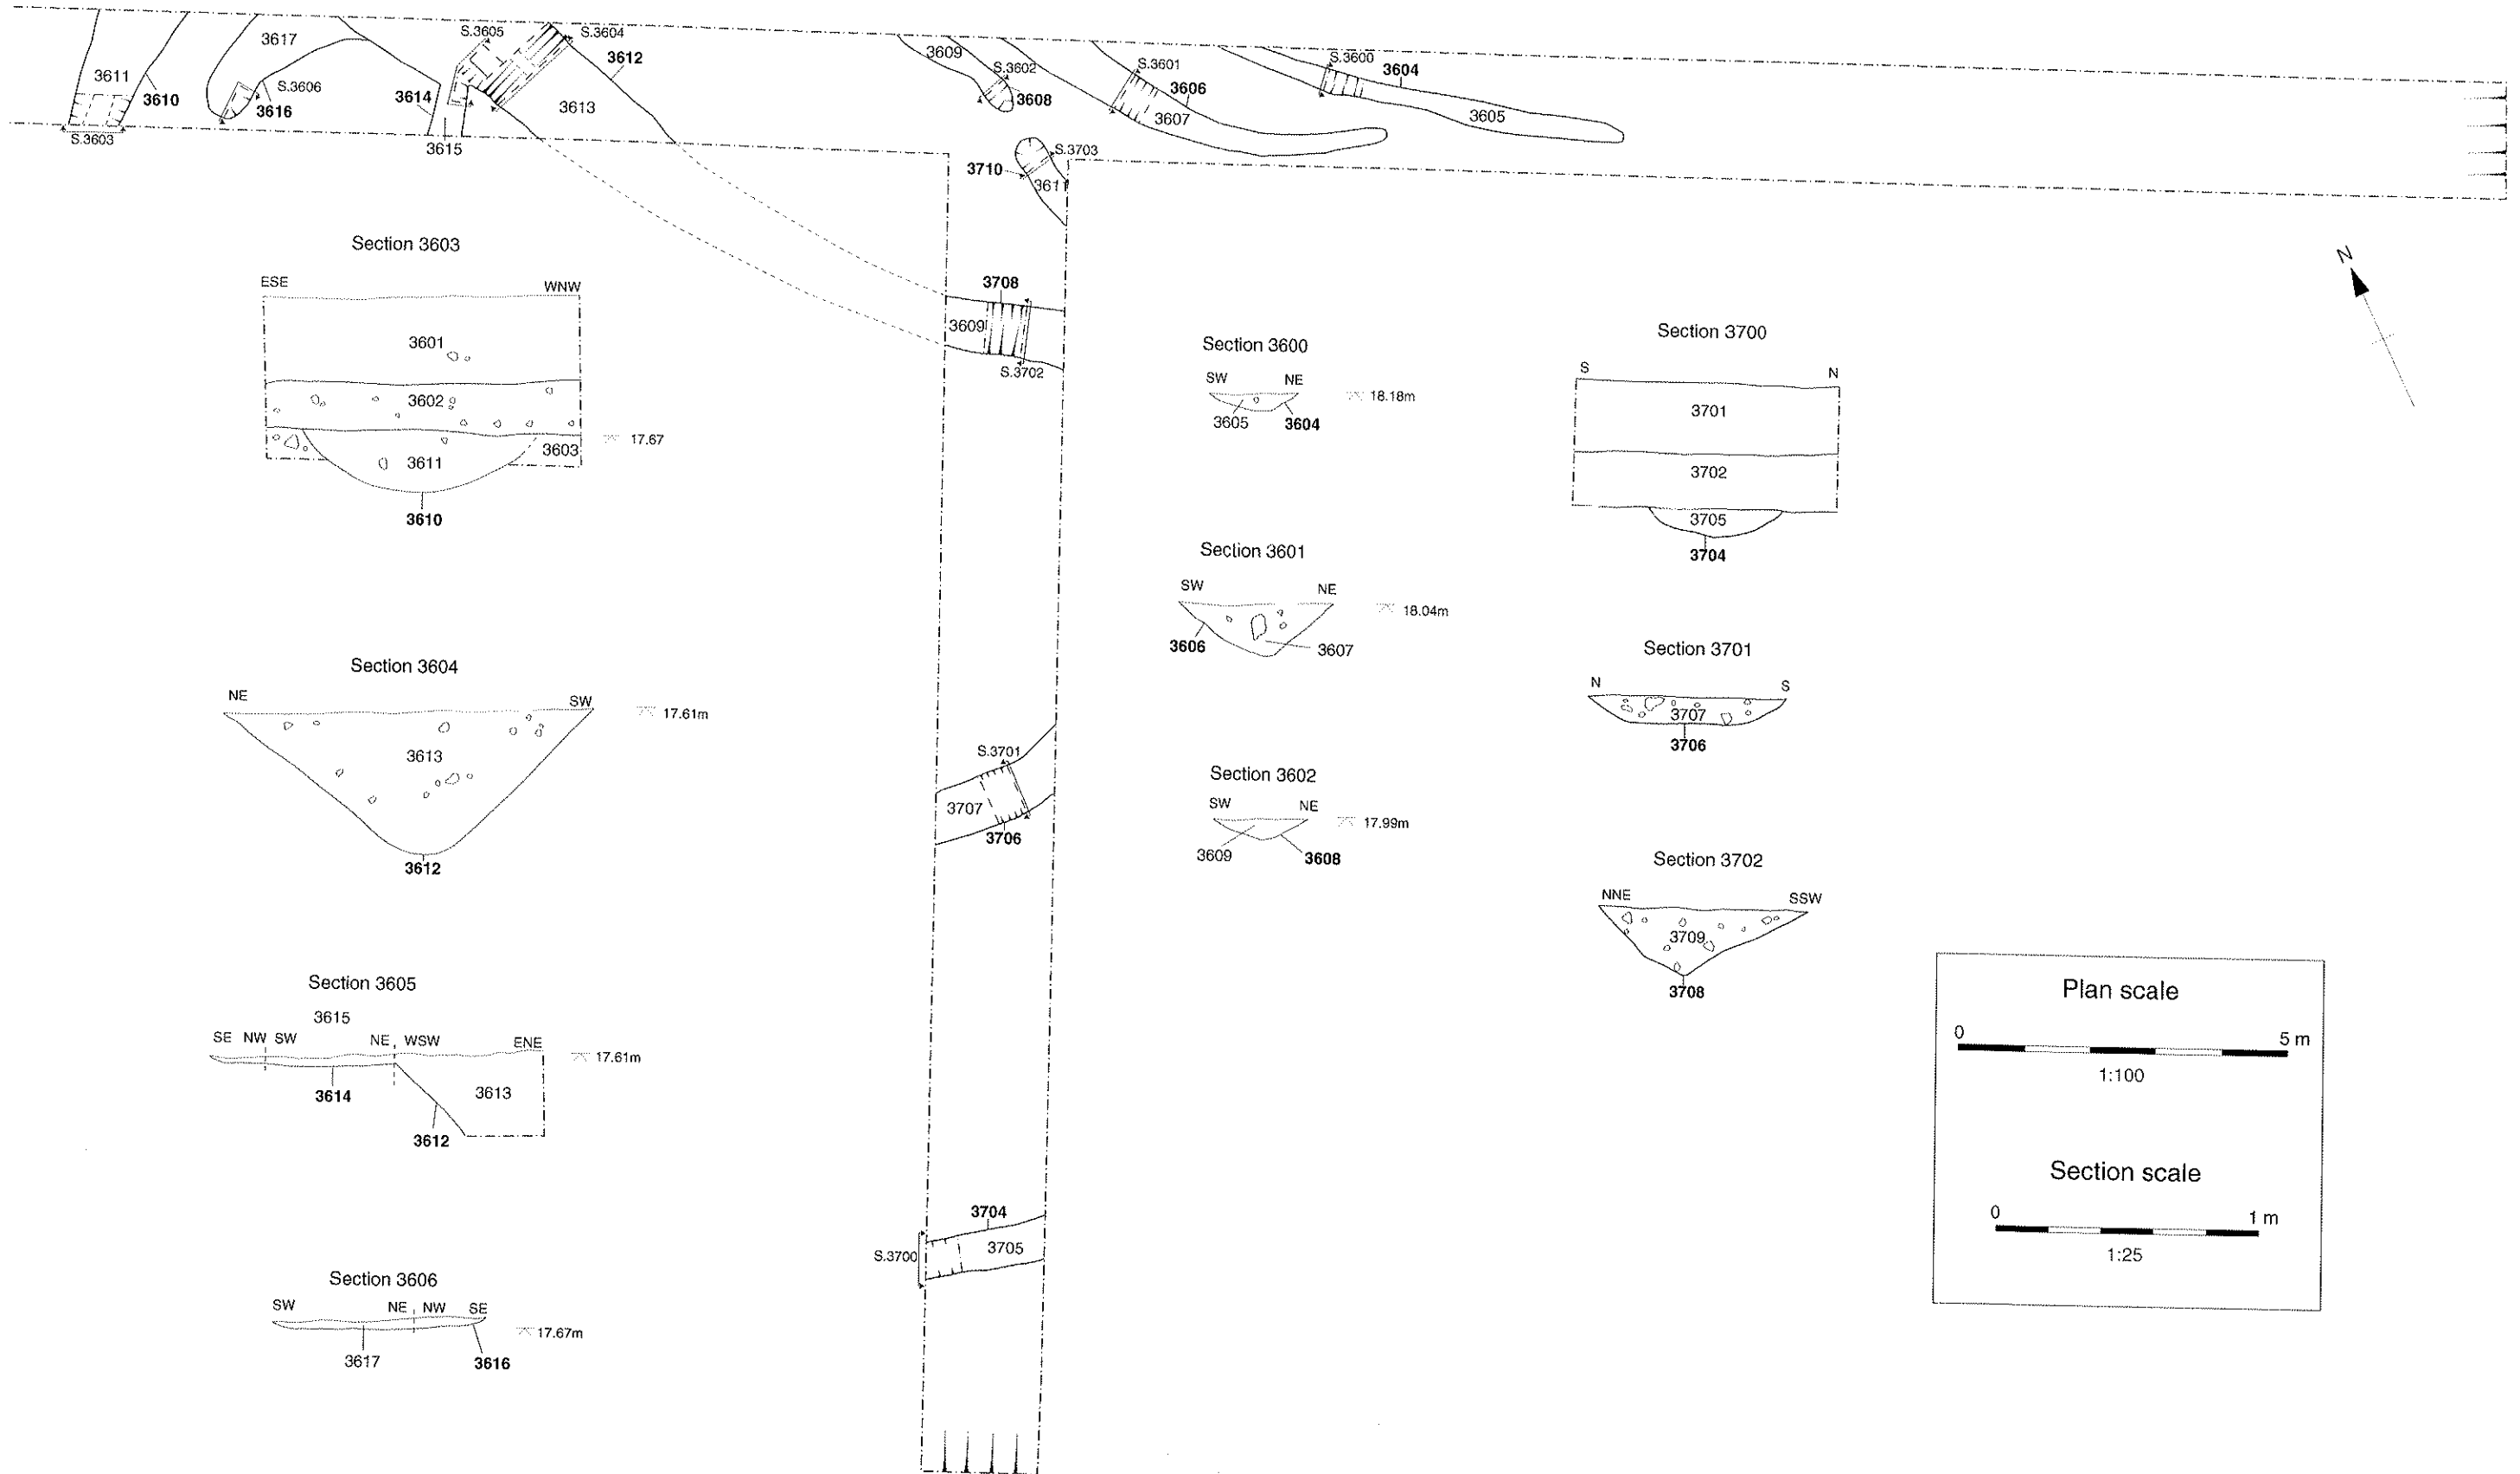 3617
S.3605
S.3604
3612
3611
3610
S.3606
3616
3614
3613
S.3603
3615
3609
S.3602
3608
S.3601
3606
3607
S.3600
3604
3605
S.3703
3710
3611
3708
3609
S.3702
S.3701
3707
3706
3704
S.3700
3705
N
Section 3603
ESE WNW
3601
3602
3603
17.67
3611
3610
Section 3604
NE SW
17.61m
3613
3612
Section 3605
3615
SE NW SW NE WSW ENE
17.61m
3614
3613
3612
Section 3606
SW NE NW SE
17.67m
3617
3616
Section 3600
SW NE
18.18m
3605
3604
Section 3601
SW NE
18.04m
3606
3607
Section 3602
SW NE
17.99m
3609
3608
Section 3700
S N
3701
3702
3705
3704
Section 3701
N S
3707
3706
Section 3702
NNE SSW
3709
3708
Plan scale
0 5 m
1:100
Section scale
0 1 m
1:25